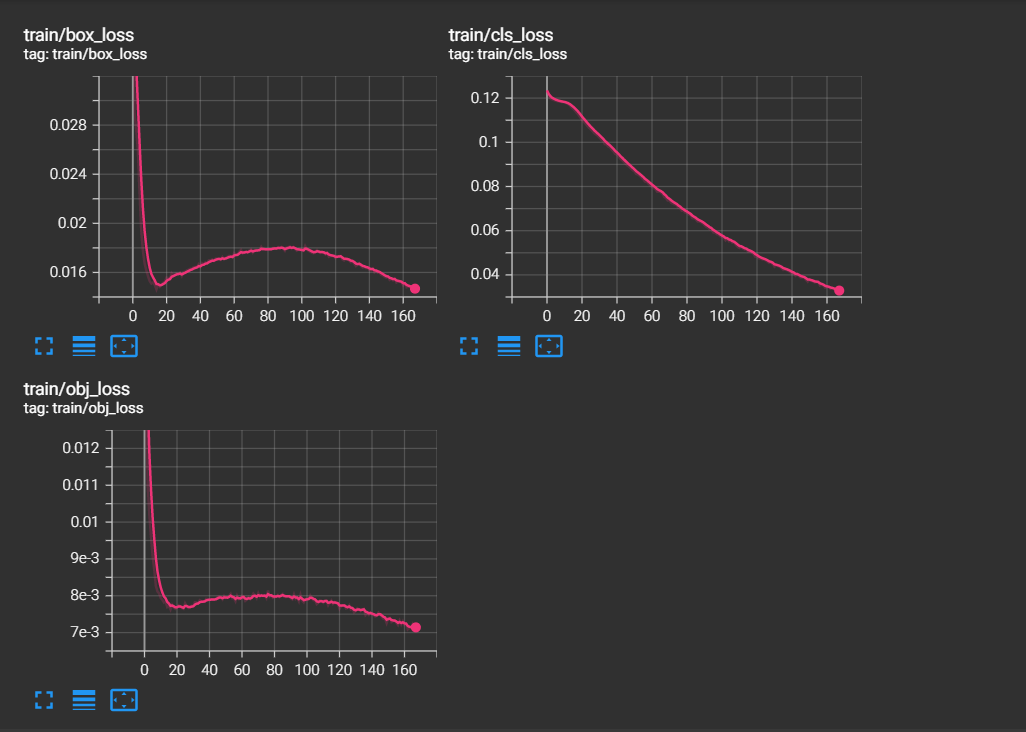 train/box_loss
tag: train/box_loss
0.028
0.024
0.02
0.016
0 20 40 60 80 100 120 140 160
train/cls_loss
tag: train/cls_loss
0.12
0.1
0.08
0.06
0.04
0 20 40 60 80 100 120 140 160
train/obj_loss
tag: train/obj_loss
0.012
0.011
0.01
9e-3
8e-3
7e-3
0 20 40 60 80 100 120 140 160